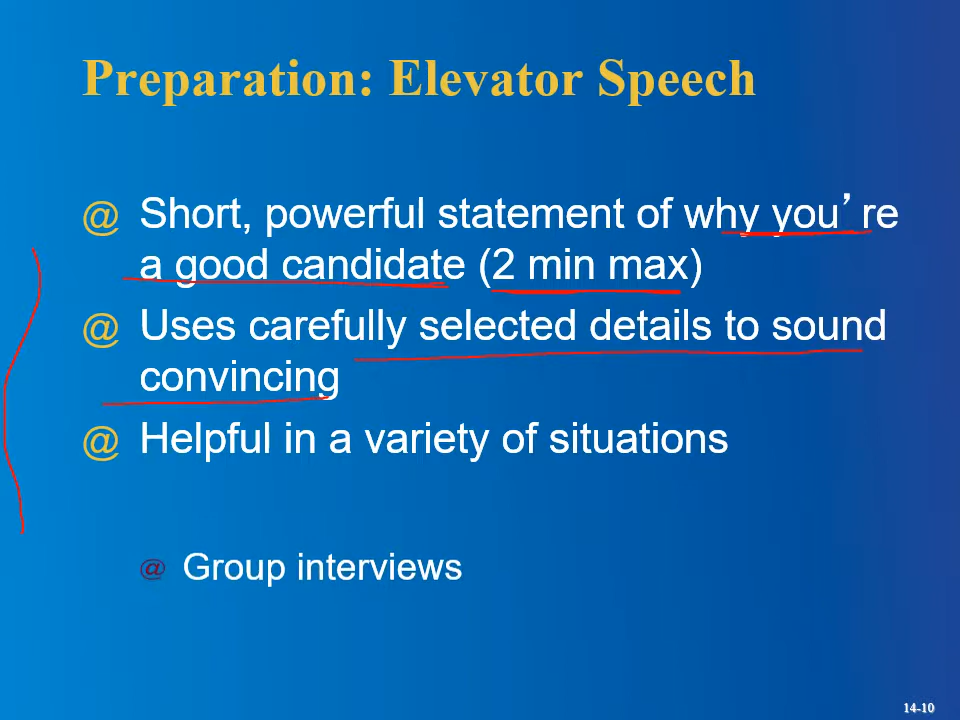 Preparation: Elevator Speech
@ Short, powerful statement of why you’re
a good candidate (2 min max)
@ Uses carefully selected details to sound
convincing
@ Helpful in a variety of situations
@ Group interviews
14-10